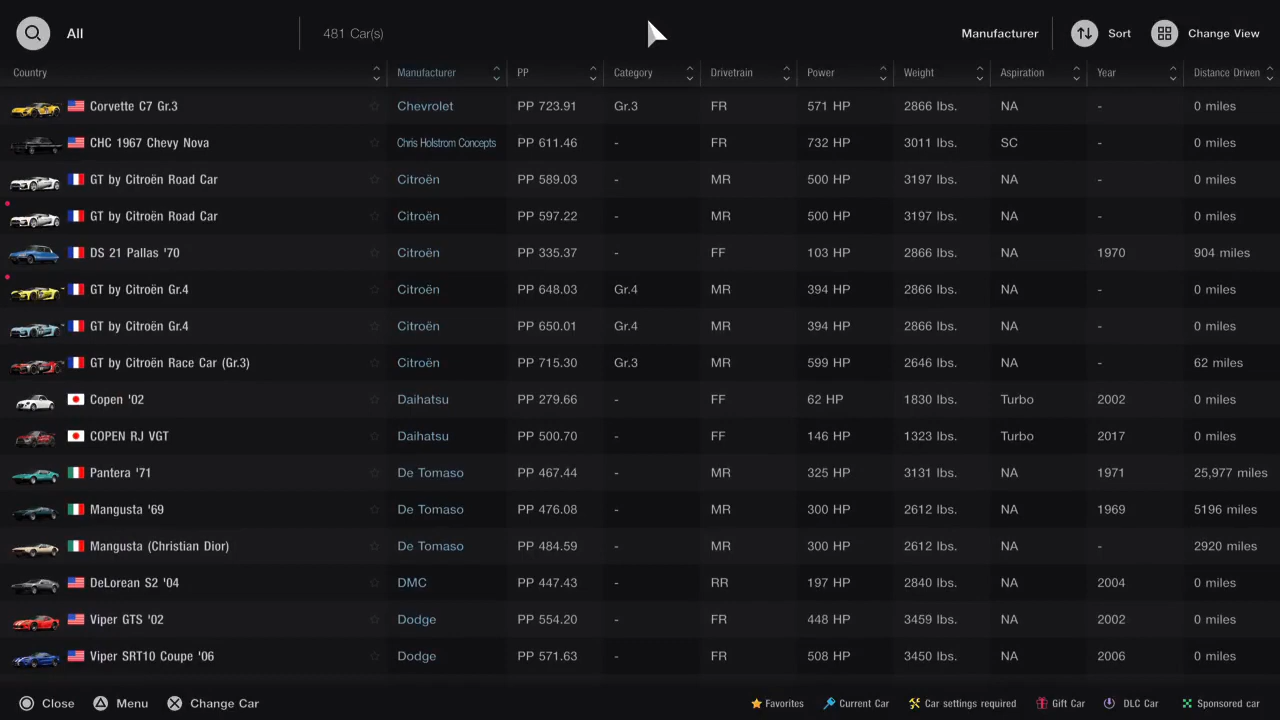 All 481 Car(s) Manufacturer Sort Change View
Country Manufacturer PP Category Drivetrain Power Weight Aspiration Year Distance Driven
Corvette C7 Gr.3 Chevrolet PP 723.91 Gr.3 FR 571 HP 2866 lbs. NA - 0 miles
CHC 1967 Chevy Nova Chris Holstrom Concepts PP 611.46 - FR 732 HP 3011 lbs. SC - 0 miles
GT by Citroën Road Car Citroën PP 589.03 - MR 500 HP 3197 lbs. NA - 0 miles
GT by Citroën Road Car Citroën PP 597.22 - MR 500 HP 3197 lbs. NA - 0 miles
DS 21 Pallas '70 Citroën PP 335.37 - FF 103 HP 2866 lbs. NA 1970 904 miles
GT by Citroën Gr.4 Citroën PP 648.03 Gr.4 MR 394 HP 2866 lbs. NA - 0 miles
GT by Citroën Gr.4 Citroën PP 650.01 Gr.4 MR 394 HP 2866 lbs. NA - 0 miles
GT by Citroën Race Car (Gr.3) Citroën PP 715.30 Gr.3 MR 599 HP 2646 lbs. NA - 62 miles
Copen '02 Daihatsu PP 279.66 - FF 62 HP 1830 lbs. Turbo 2002 0 miles
COPEN RJ VGT Daihatsu PP 500.70 - FF 146 HP 1323 lbs. Turbo 2017 0 miles
Pantera '71 De Tomaso PP 467.44 - MR 325 HP 3131 lbs. NA 1971 25,977 miles
Mangusta '69 De Tomaso PP 476.08 - MR 300 HP 2612 lbs. NA 1969 5196 miles
Mangusta (Christian Dior) De Tomaso PP 484.59 - MR 300 HP 2612 lbs. NA - 2920 miles
DeLorean S2 '04 DMC PP 447.43 - RR 197 HP 2840 lbs. NA 2004 0 miles
Viper GTS '02 Dodge PP 554.20 - FR 448 HP 3459 lbs. NA 2002 0 miles
Viper SRT10 Coupe '06 Dodge PP 571.63 - FR 508 HP 3450 lbs. NA 2006 0 miles
Close Menu Change Car Favorites Current Car Car settings required Gift Car DLC Car Sponsored car